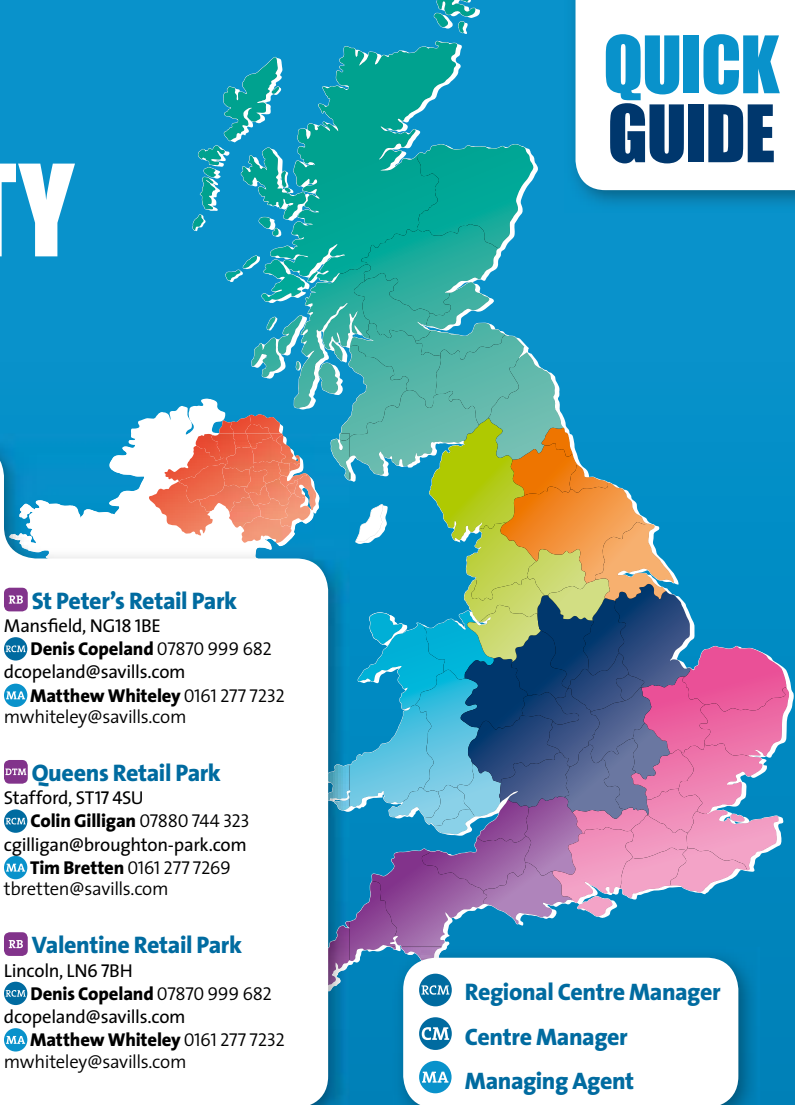 QUICK
GUIDE
TY
RB St Peter's Retail Park
Mansfield, NG18 1BE
RCM Denis Copeland 07870 999 682
dcopeland@savills.com
MA Matthew Whiteley 0161 277 7232
mwhiteley@savills.com
DTM Queens Retail Park
Stafford, ST17 4SU
RCM Colin Gilligan 07880 744 323
cgilligan@broughton-park.com
MA Tim Bretten 0161 277 7269
tbretten@savills.com
RB Valentine Retail Park
Lincoln, LN6 7BH
RCM Denis Copeland 07870 999 682
dcopeland@savills.com
MA Matthew Whiteley 0161 277 7232
mwhiteley@savills.com
RCM Regional Centre Manager
CM Centre Manager
MA Managing Agent